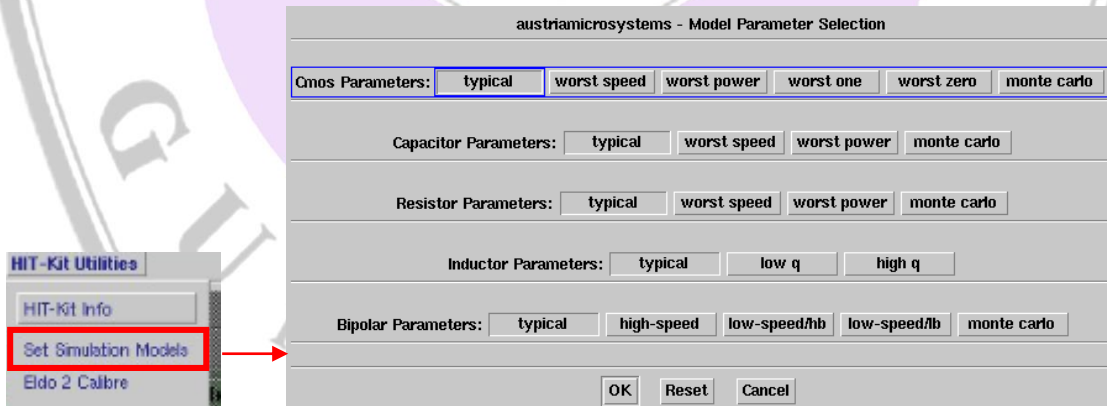 austriamicrosystems - Model Parameter Selection
Cmos Parameters: typical worst speed worst power worst one worst zero monte carlo
Capacitor Parameters: typical worst speed worst power monte carlo
Resistor Parameters: typical worst speed worst power monte carlo
Inductor Parameters: typical low q high q
Bipolar Parameters: typical high-speed low-speed/hb low-speed/lb monte carlo
OK Reset Cancel
HIT-Kit Utilities
HIT-Kit Info
Set Simulation Models
Eldo 2 Calibre